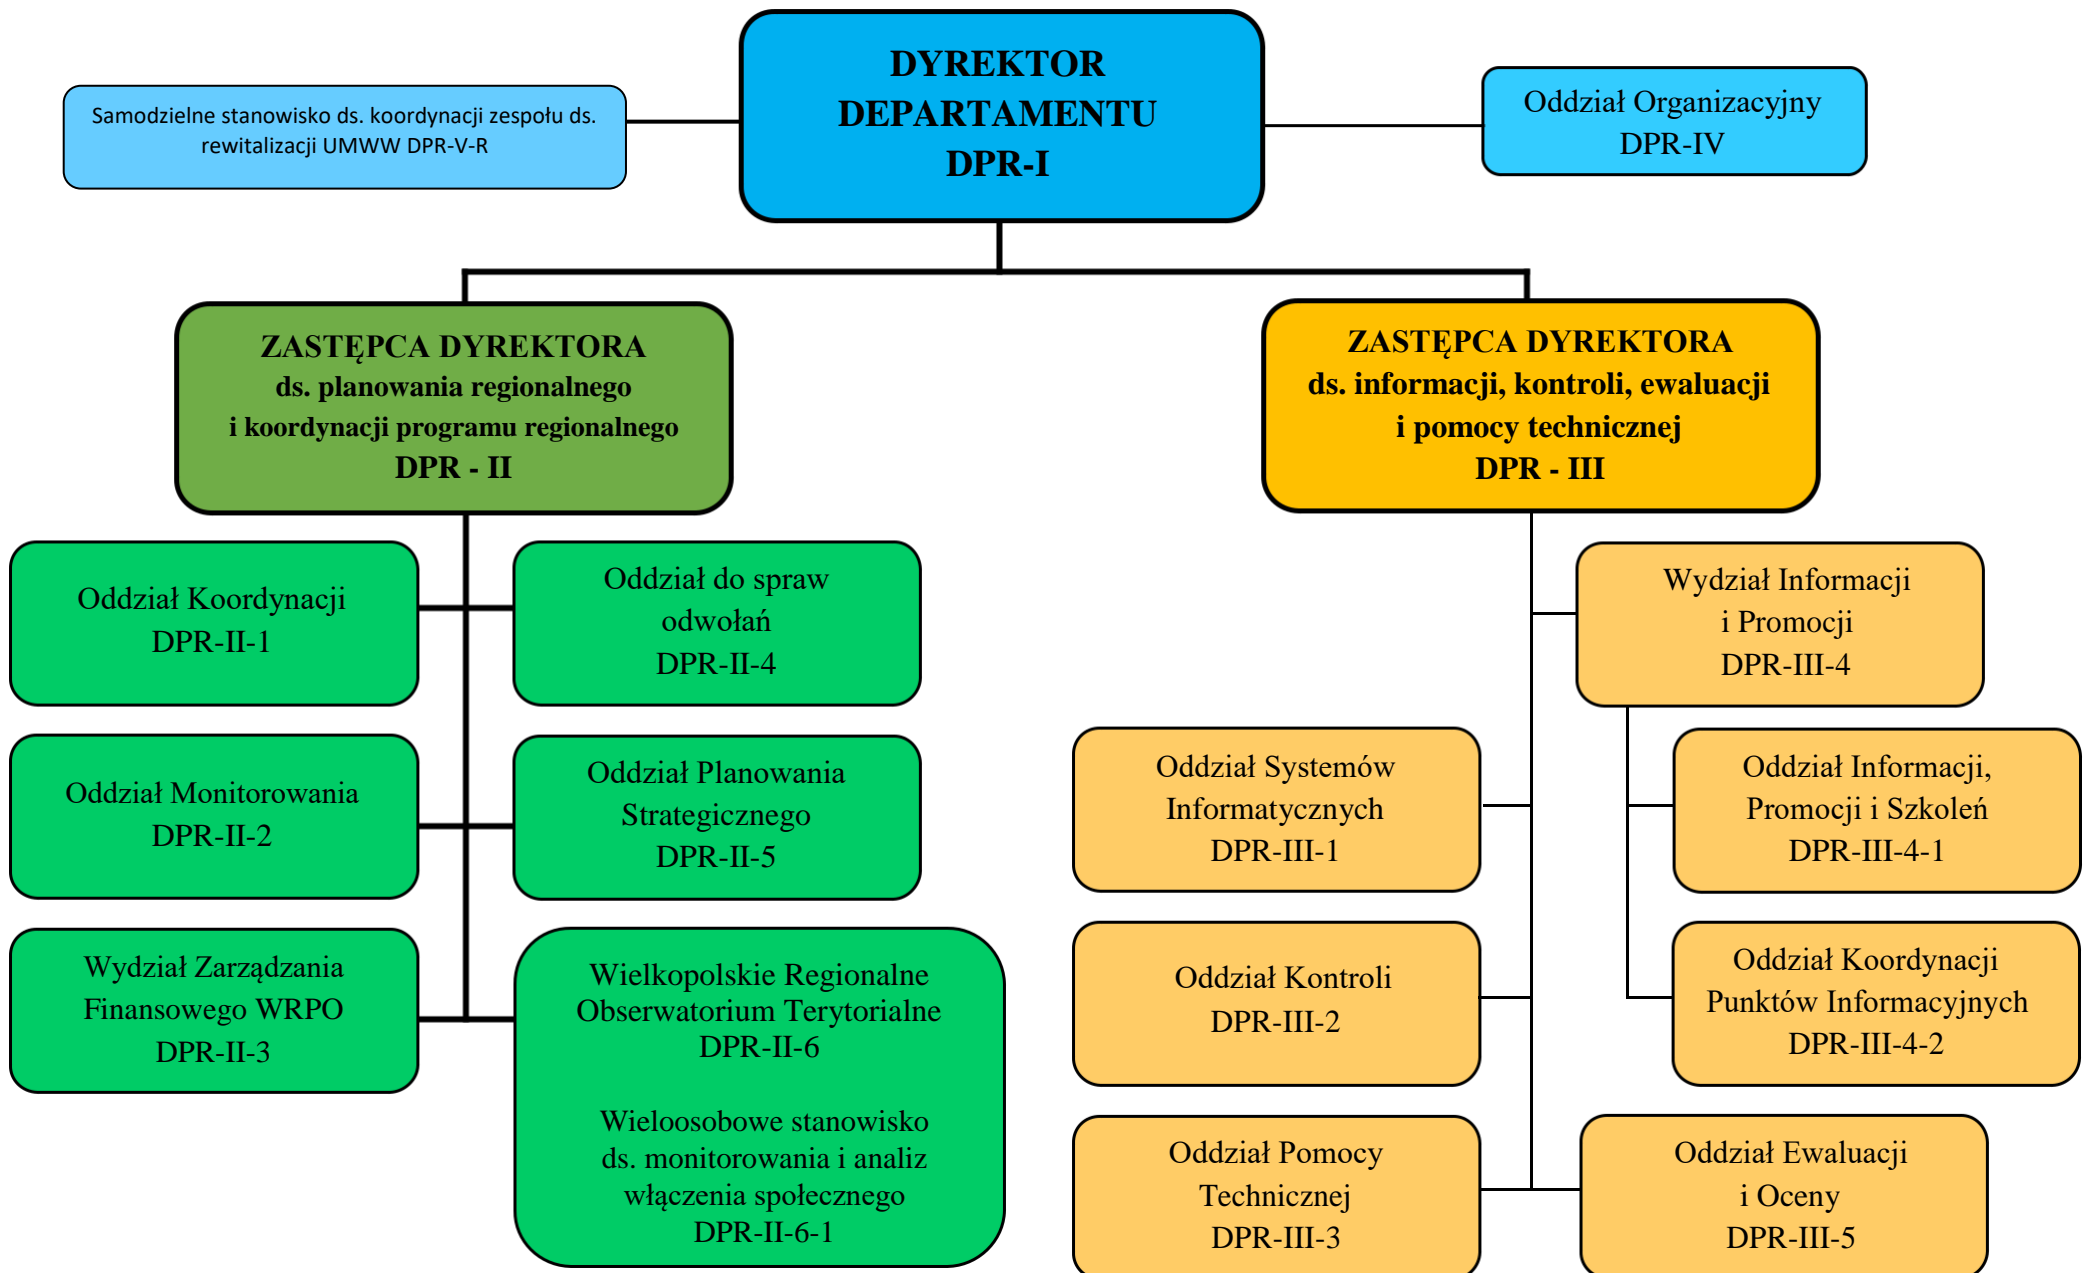 DYREKTOR
DEPARTAMENTU
DPR-I
Samodzielne stanowisko ds. koordynacji zespołu ds.
rewitalizacji UMWW DPR-V-R
Oddział Organizacyjny
DPR-IV
ZASTĘPCA DYREKTORA
ds. planowania regionalnego
i koordynacji programu regionalnego
DPR - II
ZASTĘPCA DYREKTORA
ds. informacji, kontroli, ewaluacji
i pomocy technicznej
DPR - III
Oddział Koordynacji
DPR-II-1
Oddział do spraw
odwołań
DPR-II-4
Wydział Informacji
i Promocji
DPR-III-4
Oddział Monitorowania
DPR-II-2
Oddział Planowania
Strategicznego
DPR-II-5
Oddział Systemów
Informatycznych
DPR-III-1
Oddział Informacji,
Promocji i Szkoleń
DPR-III-4-1
Wydział Zarządzania
Finansowego WRPO
DPR-II-3
Wielkopolskie Regionalne
Obserwatorium Terytorialne
DPR-II-6
Wieloosobowe stanowisko
ds. monitorowania i analiz
włączenia społecznego
DPR-II-6-1
Oddział Kontroli
DPR-III-2
Oddział Koordynacji
Punktów Informacyjnych
DPR-III-4-2
Oddział Pomocy
Technicznej
DPR-III-3
Oddział Ewaluacji
i Oceny
DPR-III-5